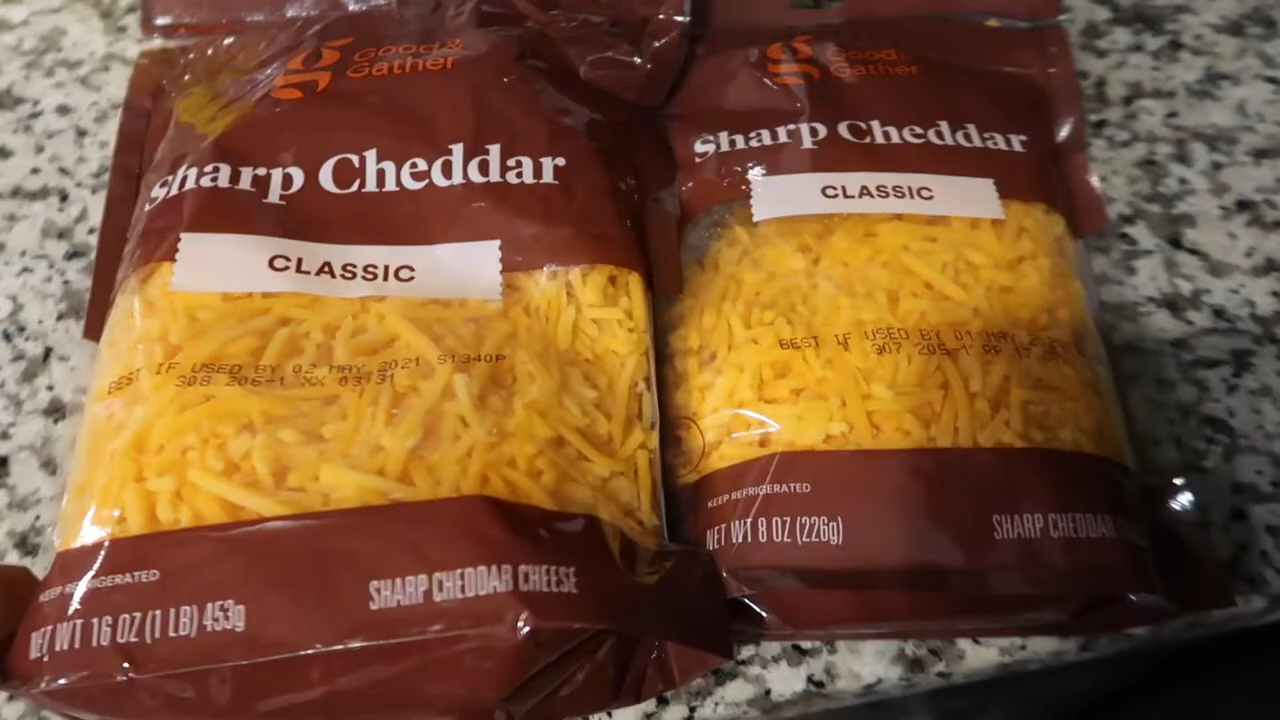 Good &
Gather
Sharp Cheddar
CLASSIC
BEST IF USED BY 02 MAY 2021 51340P
308 206-1 XX 03:31
KEEP REFRIGERATED
NET WT 16 OZ (1 LB) 453g
SHARP CHEDDAR CHEESE
Good &
Gather
Sharp Cheddar
CLASSIC
BEST IF USED BY 01 MAY
307 205-1 RP
KEEP REFRIGERATED
NET WT 8 OZ (226g)
SHARP CHEDDAR